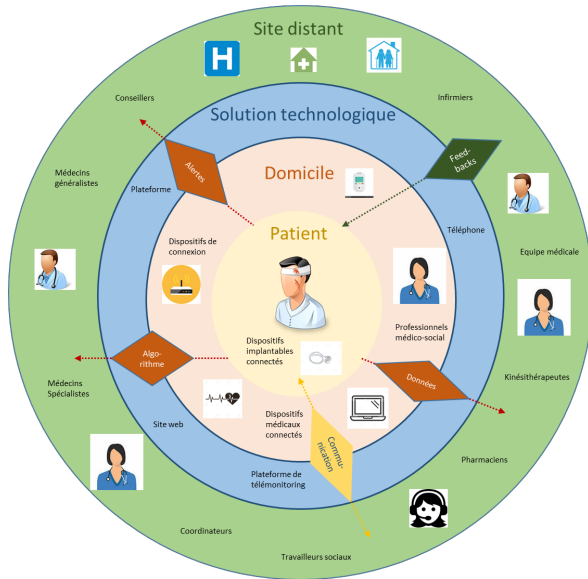 Site distant
H
Conseillers
Infirmiers
Solution technologique
Feed-
backs
Alertes
Médecins
généralistes
Domicile
Plateforme
Téléphone
Patient
Dispositifs de
connexion
Equipe médicale
Professionnels
médico-social
Dispositifs
implantables
connectés
Algo-
rithme
Données
Kinésithérapeutes
Médecins
Spécialistes
Dispositifs
médicaux
connectés
Site web
Commu-
nication
Pharmaciens
Plateforme de
télémonitoring
Coordinateurs
Travailleurs sociaux